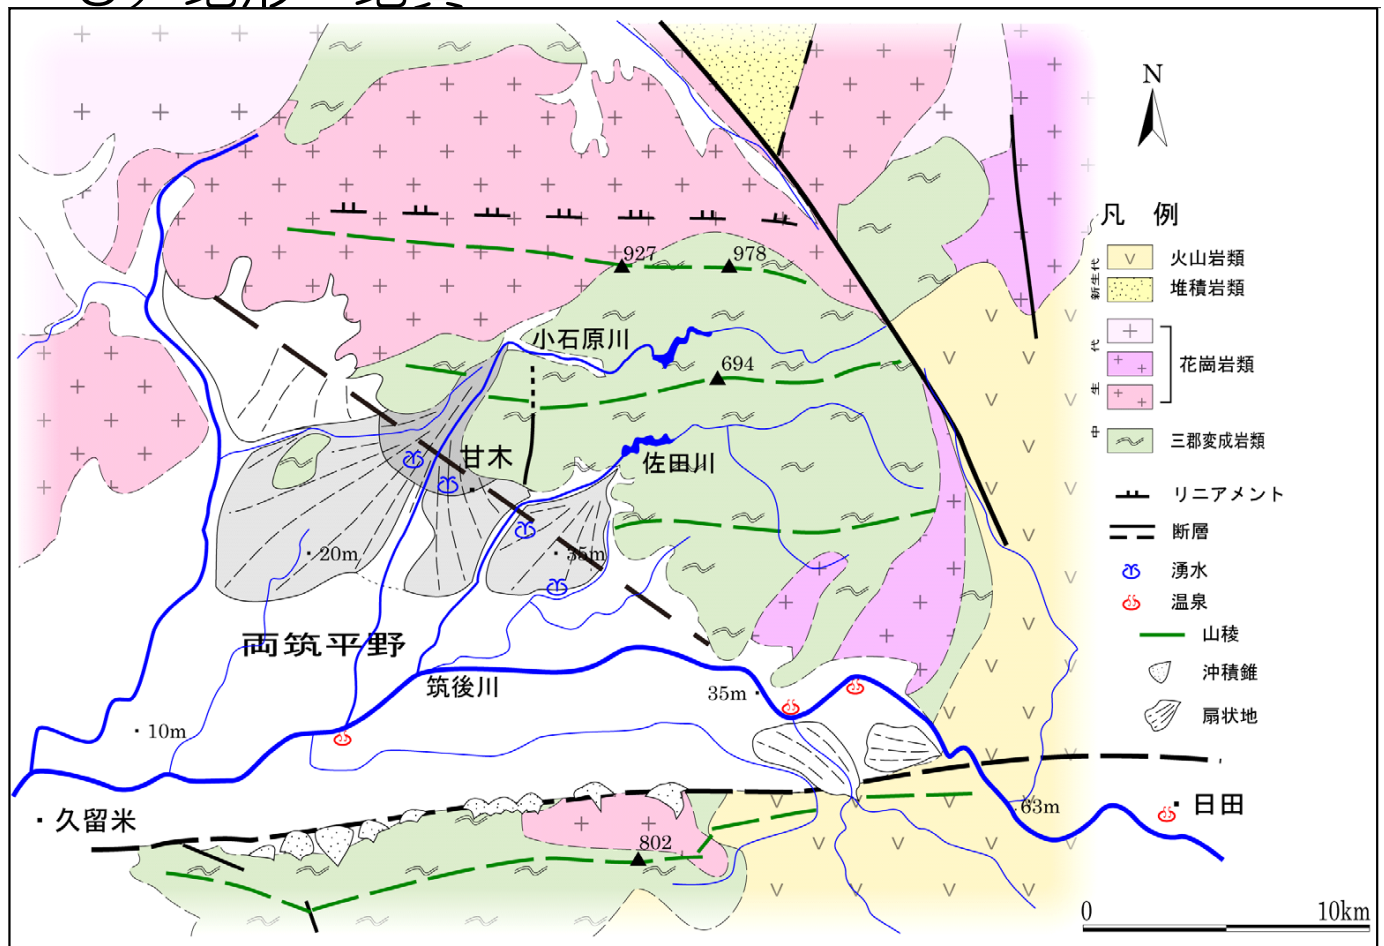 N
凡 例
新生代
火山岩類
堆積岩類
中生代
花崗岩類
三郡変成岩類
リニアメント
断層
湧水
温泉
山稜
沖積錐
扇状地
927
978
小石原川
694
甘木
佐田川
20m
35m
両筑平野
筑後川
35m
10m
久留米
63m
日田
802
0 10km